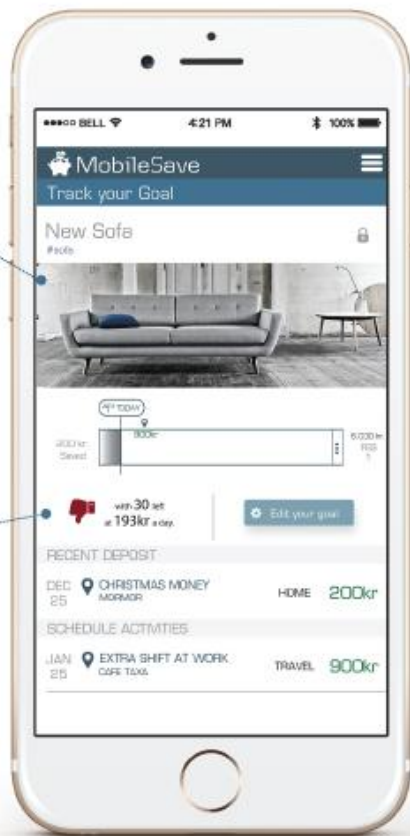 BELL 4:21 PM 100%
MobileSave
Track your Goal
New Sofa
#sofa
TODAY
900kr
200 kr
Saved
with 30 left
at 193kr a day.
Edit your goal
RECENT DEPOSIT
DEC 25 CHRISTMAS MONEY HOME 200kr
MORMOR
SCHEDULE ACTIVITIES
JAN 25 EXTRA SHIFT AT WORK TRAVEL 900kr
CAFE TAXA